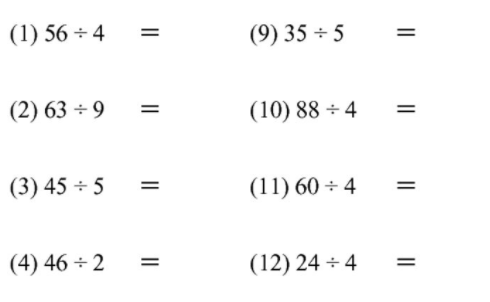 (1) 56 ÷ 4 = (9) 35 ÷ 5 =
(2) 63 ÷ 9 = (10) 88 ÷ 4 =
(3) 45 ÷ 5 = (11) 60 ÷ 4 =
(4) 46 ÷ 2 = (12) 24 ÷ 4 =